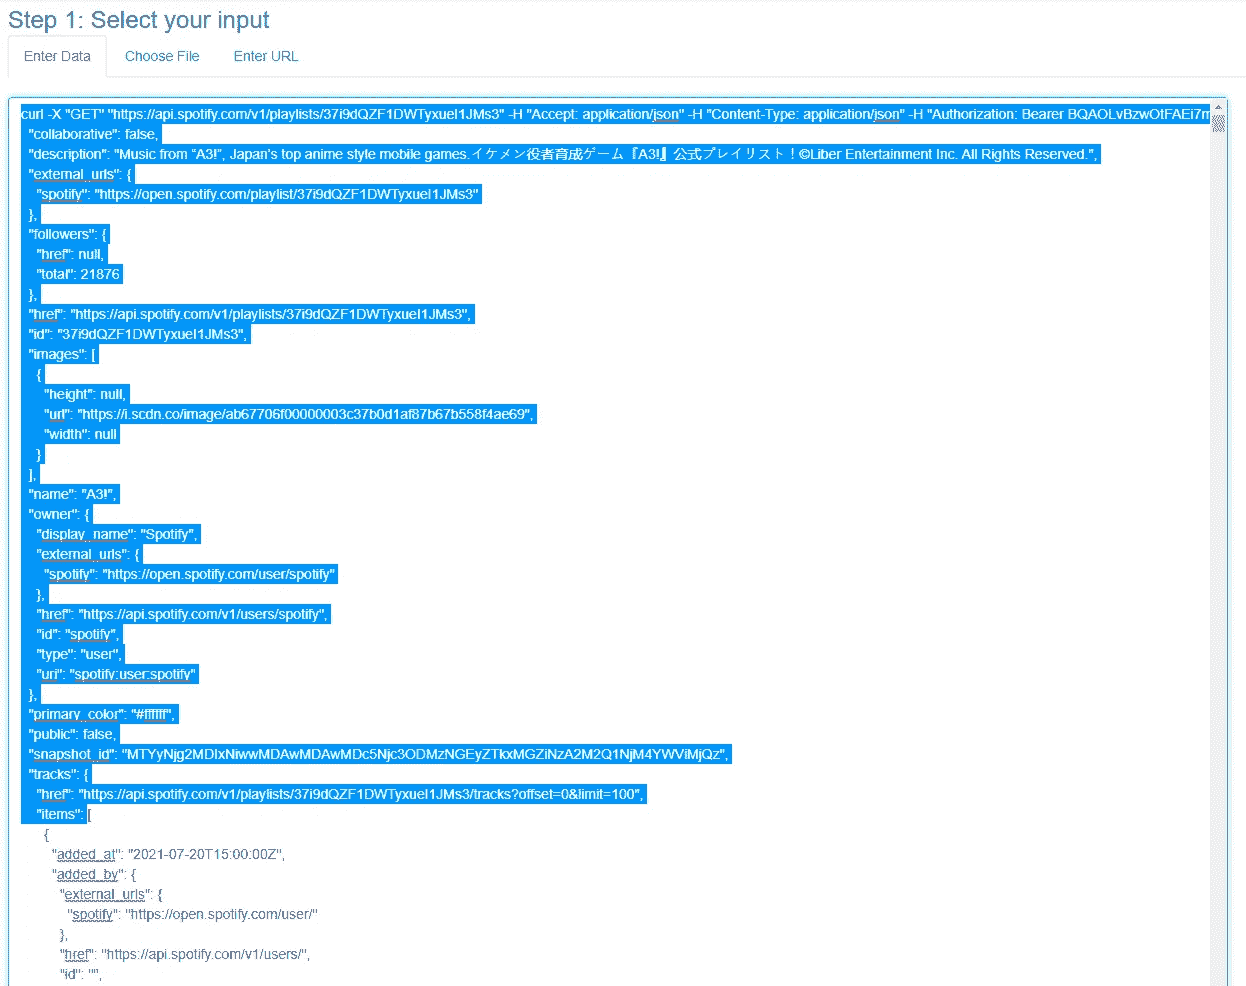 Step 1: Select your input
Enter Data Choose File Enter URL
curl -X "GET" "https://api.spotify.com/v1/playlists/37i9dQZF1DWTyxueI1JMs3" -H "Accept: application/json" -H "Content-Type: application/json" -H "Authorization: Bearer BQAOLvBzwOtFAEi7m
"collaborative": false,
"description": "Music from “A3!”, Japan's top anime style mobile games.イケメン役者育成ゲーム『A3!』公式プレイリスト！©Liber Entertainment Inc. All Rights Reserved.",
"external_urls": {
"spotify": "https://open.spotify.com/playlist/37i9dQZF1DWTyxueI1JMs3"
},
"followers": {
"href": null,
"total": 21876
},
"href": "https://api.spotify.com/v1/playlists/37i9dQZF1DWTyxueI1JMs3",
"id": "37i9dQZF1DWTyxueI1JMs3",
"images": [
{
"height": null,
"url": "https://i.scdn.co/image/ab67706f00000003c37b0d1af87b67b558f4ae69",
"width": null
}
],
"name": "A3!",
"owner": {
"display_name": "Spotify",
"external_urls": {
"spotify": "https://open.spotify.com/user/spotify"
},
"href": "https://api.spotify.com/v1/users/spotify",
"id": "spotify",
"type": "user",
"uri": "spotify:user:spotify"
},
"primary_color": "#ffffff",
"public": false,
"snapshot_id": "MTYyNjg2MDIxNiwwMDAwMDAwMDc5Njc3ODMzNGEyZTkxMGZiNzA2M2Q1NjM4YWViMjQz",
"tracks": {
"href": "https://api.spotify.com/v1/playlists/37i9dQZF1DWTyxueI1JMs3/tracks?offset=0&limit=100",
"items": [
{
"added_at": "2021-07-20T15:00:00Z",
"added_by": {
"external_urls": {
"spotify": "https://open.spotify.com/user/"
},
"href": "https://api.spotify.com/v1/users/",
"id": "",